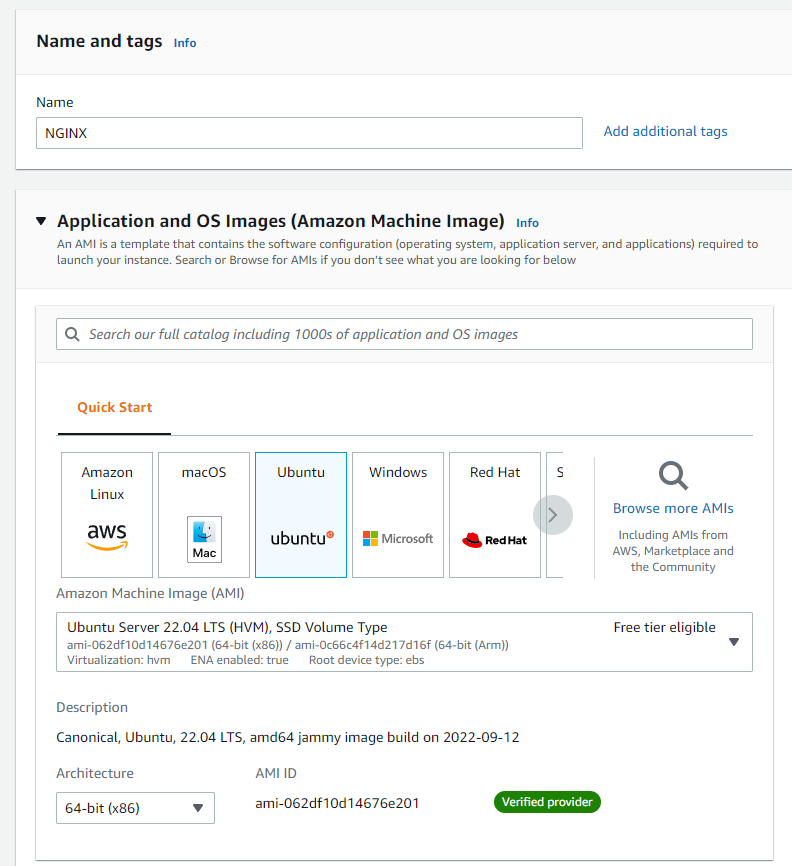 Name and tags Info
Name
NGINX
Add additional tags
Application and OS Images (Amazon Machine Image) Info
An AMI is a template that contains the software configuration (operating system, application server, and applications) required to
launch your instance. Search or Browse for AMIs if you don't see what you are looking for below
Search our full catalog including 1000s of application and OS images
Quick Start
Amazon
Linux
aws
macOS
Mac
Ubuntu
ubuntu
Windows
Microsoft
Red Hat
Red Hat
S
Browse more AMIs
Including AMIs from
AWS, Marketplace and
the Community
Amazon Machine Image (AMI)
Ubuntu Server 22.04 LTS (HVM), SSD Volume Type
Free tier eligible
ami-062df10d14676e201 (64-bit (x86)) / ami-0c66c4f14d217d16f (64-bit (Arm))
Virtualization: hvm ENA enabled: true Root device type: ebs
Description
Canonical, Ubuntu, 22.04 LTS, amd64 jammy image build on 2022-09-12
Architecture
64-bit (x86)
AMI ID
ami-062df10d14676e201
Verified provider